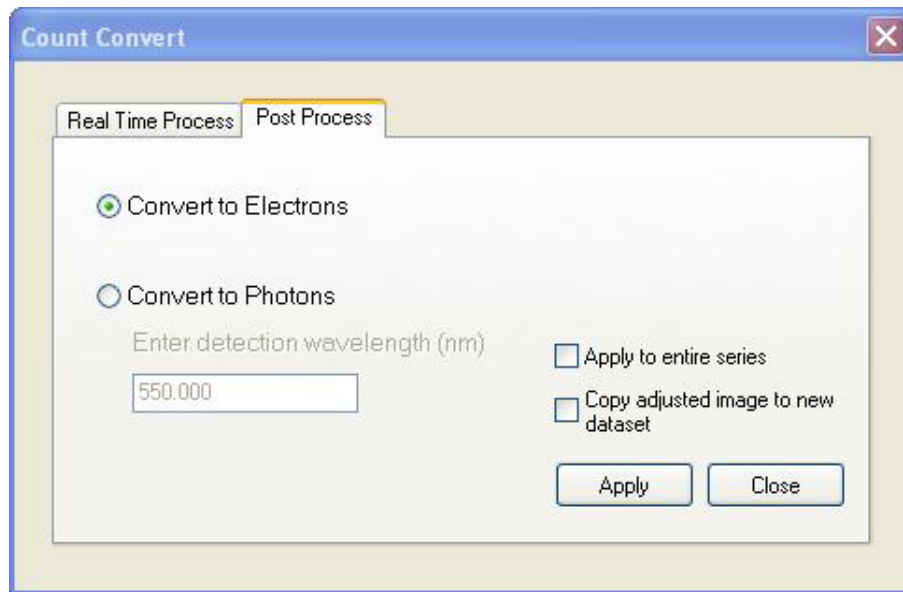 Count Convert
Real Time Process
Post Process
Convert to Electrons
Convert to Photons
Enter detection wavelength (nm)
550.000
Apply to entire series
Copy adjusted image to new
dataset
Apply
Close